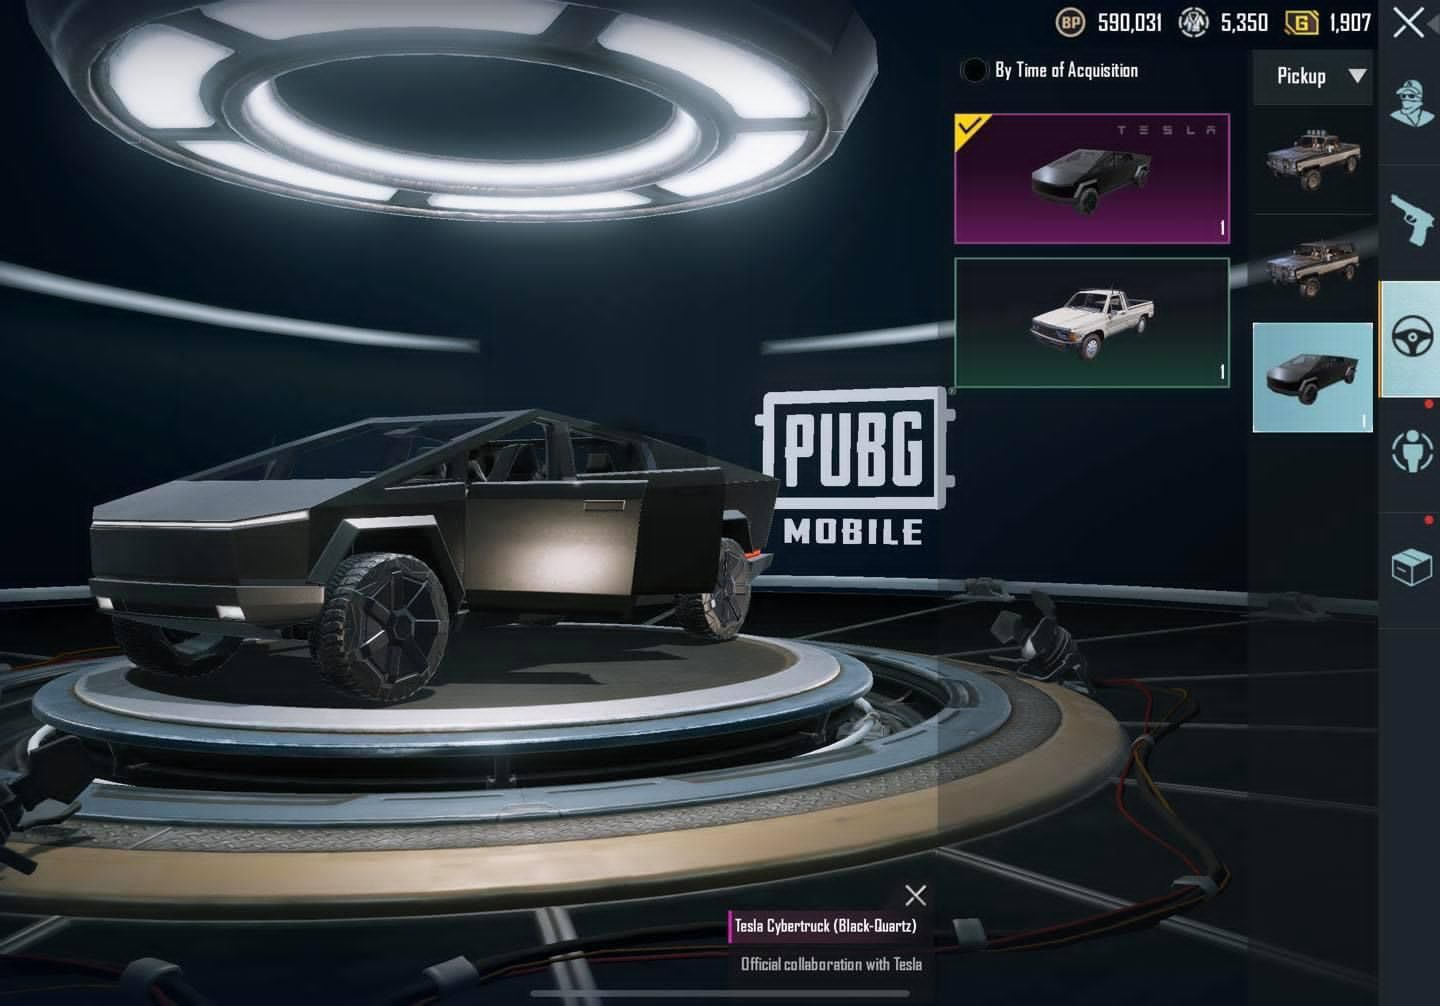 BP 590,031 5,350 G 1,907
By Time of Acquisition
Pickup
TESLA
1
1
1
PUBG
MOBILE
Tesla Cybertruck (Black-Quartz)
Official collaboration with Tesla